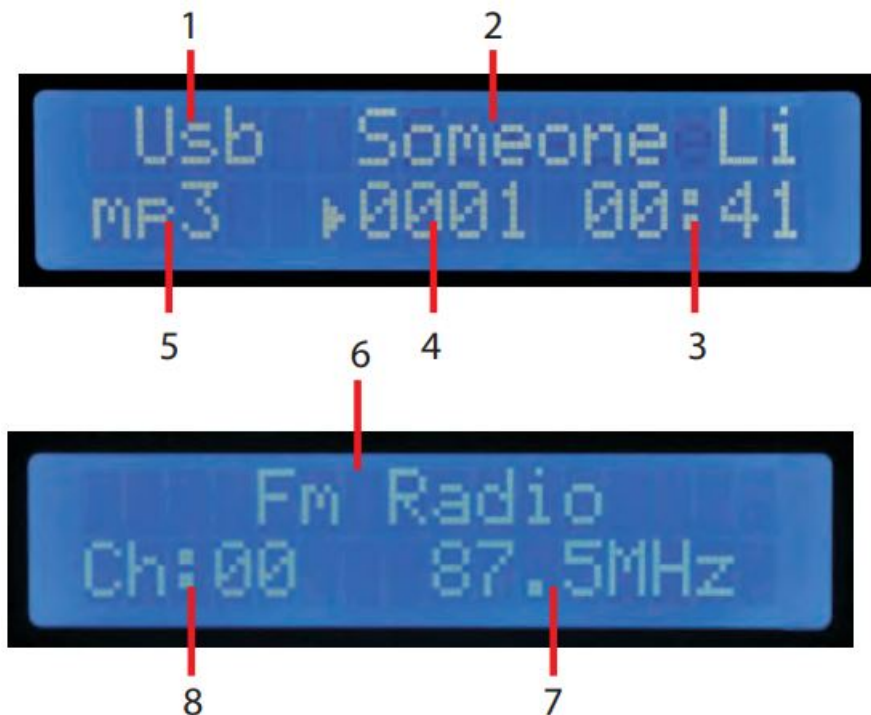 1 2
Usb Someone Li
mp3 ▶0001 00:41
5 4 3
6
Fm Radio
Ch:00 87.5MHz
8 7